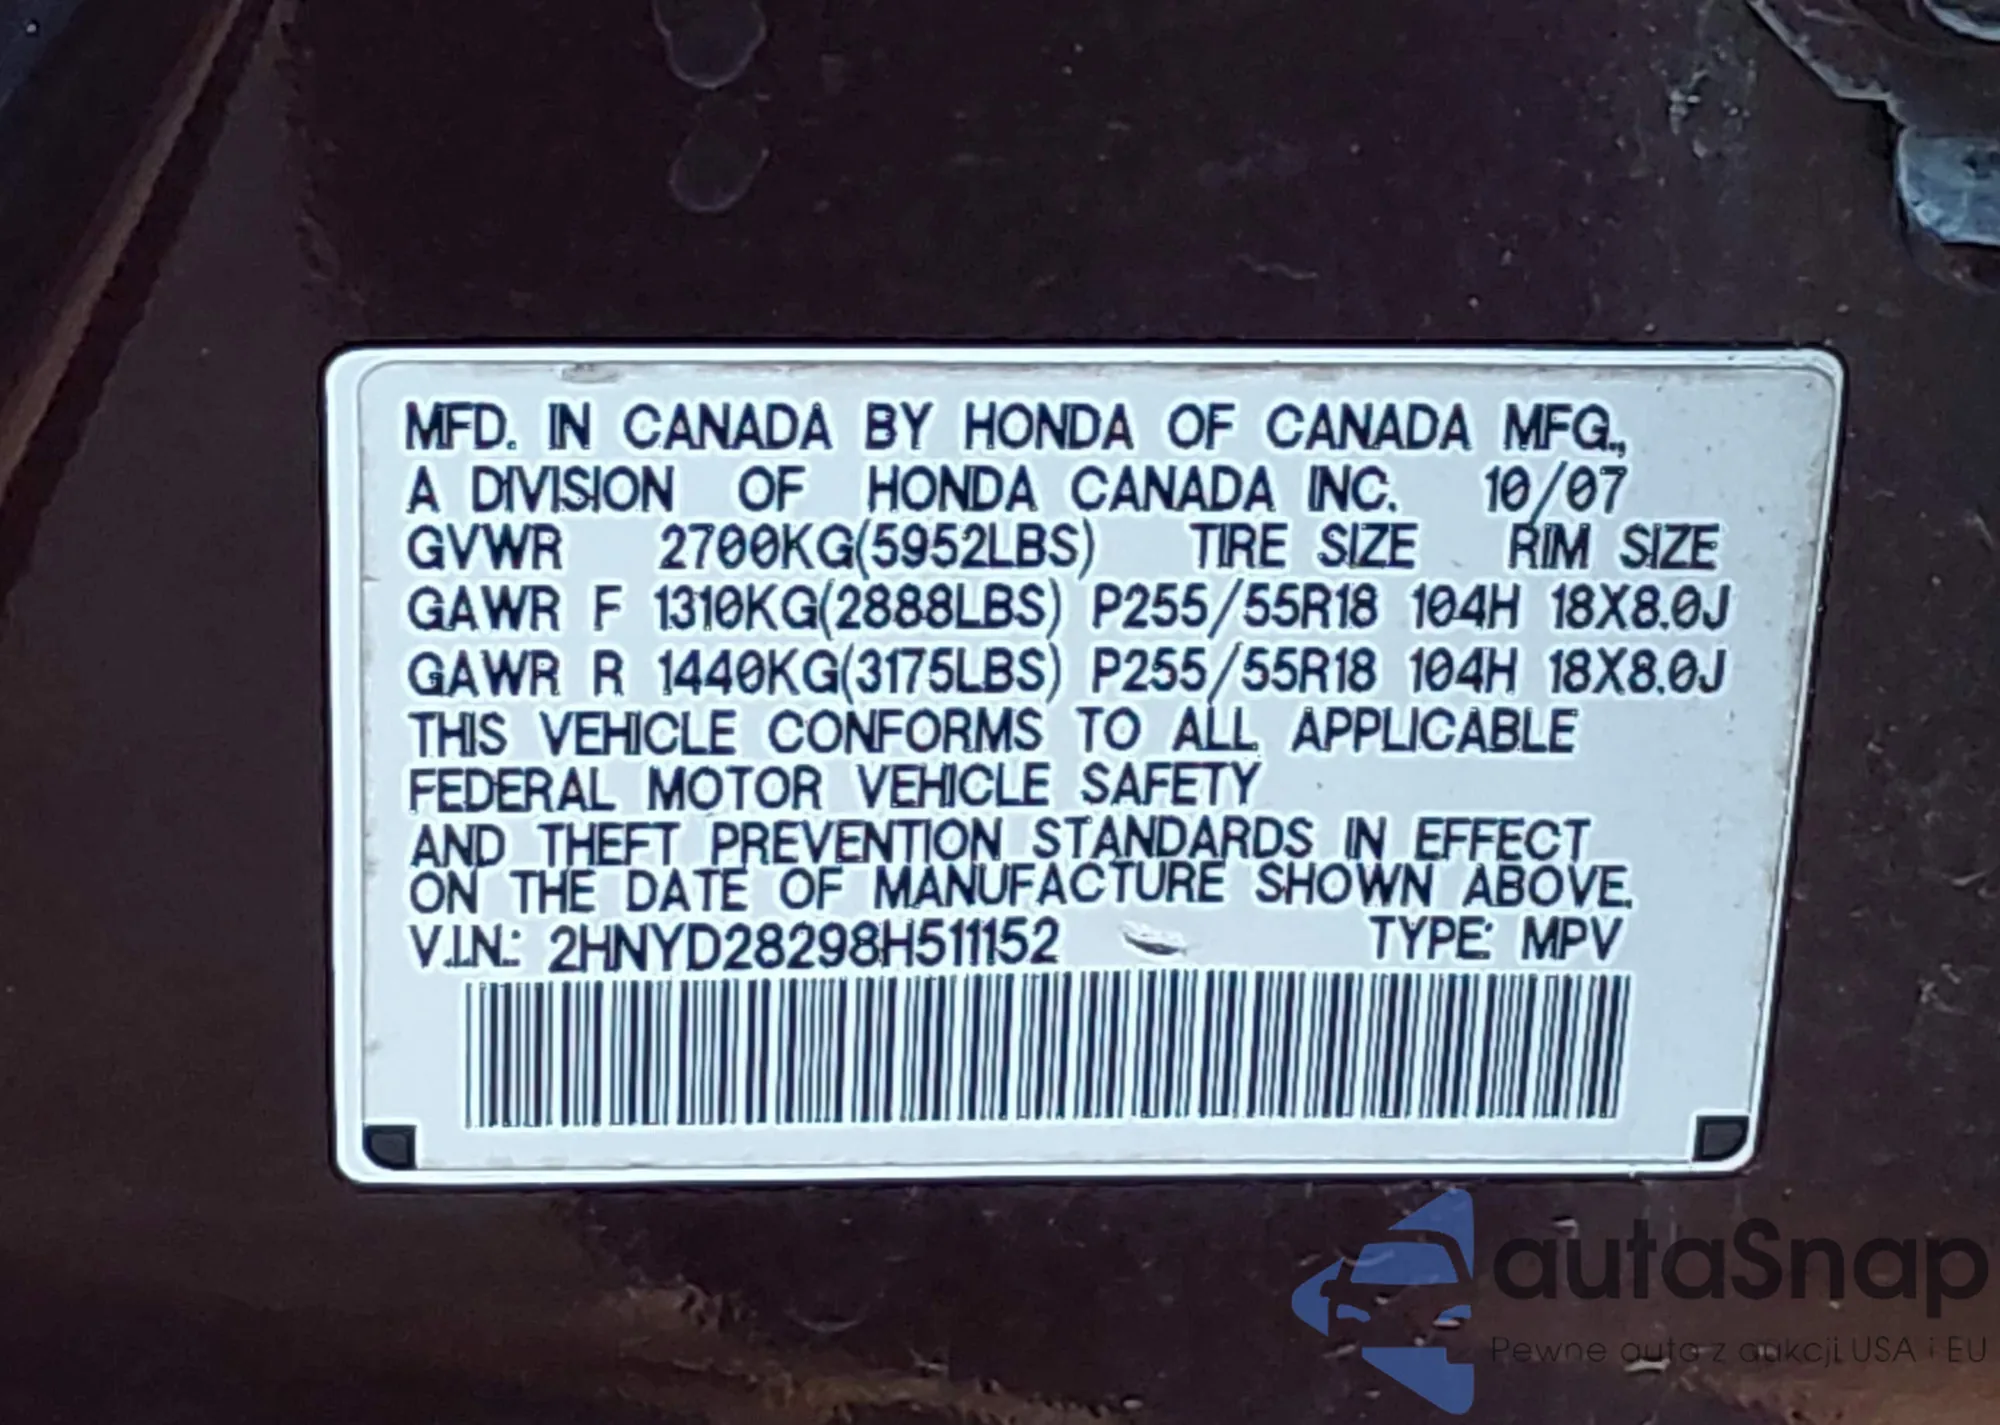 MFD. IN CANADA BY HONDA OF CANADA MFG.,
A DIVISION OF HONDA CANADA INC. 10/07
GVWR 2700KG(5952LBS) TIRE SIZE RIM SIZE
GAWR F 1310KG(2888LBS) P255/55R18 104H 18X8.0J
GAWR R 1440KG(3175LBS) P255/55R18 104H 18X8.0J
THIS VEHICLE CONFORMS TO ALL APPLICABLE
FEDERAL MOTOR VEHICLE SAFETY
AND THEFT PREVENTION STANDARDS IN EFFECT
ON THE DATE OF MANUFACTURE SHOWN ABOVE.
V.I.N.: 2HNYD28298H511152 TYPE: MPV
autaSnap
Pewne auto z aukcji USA i EU